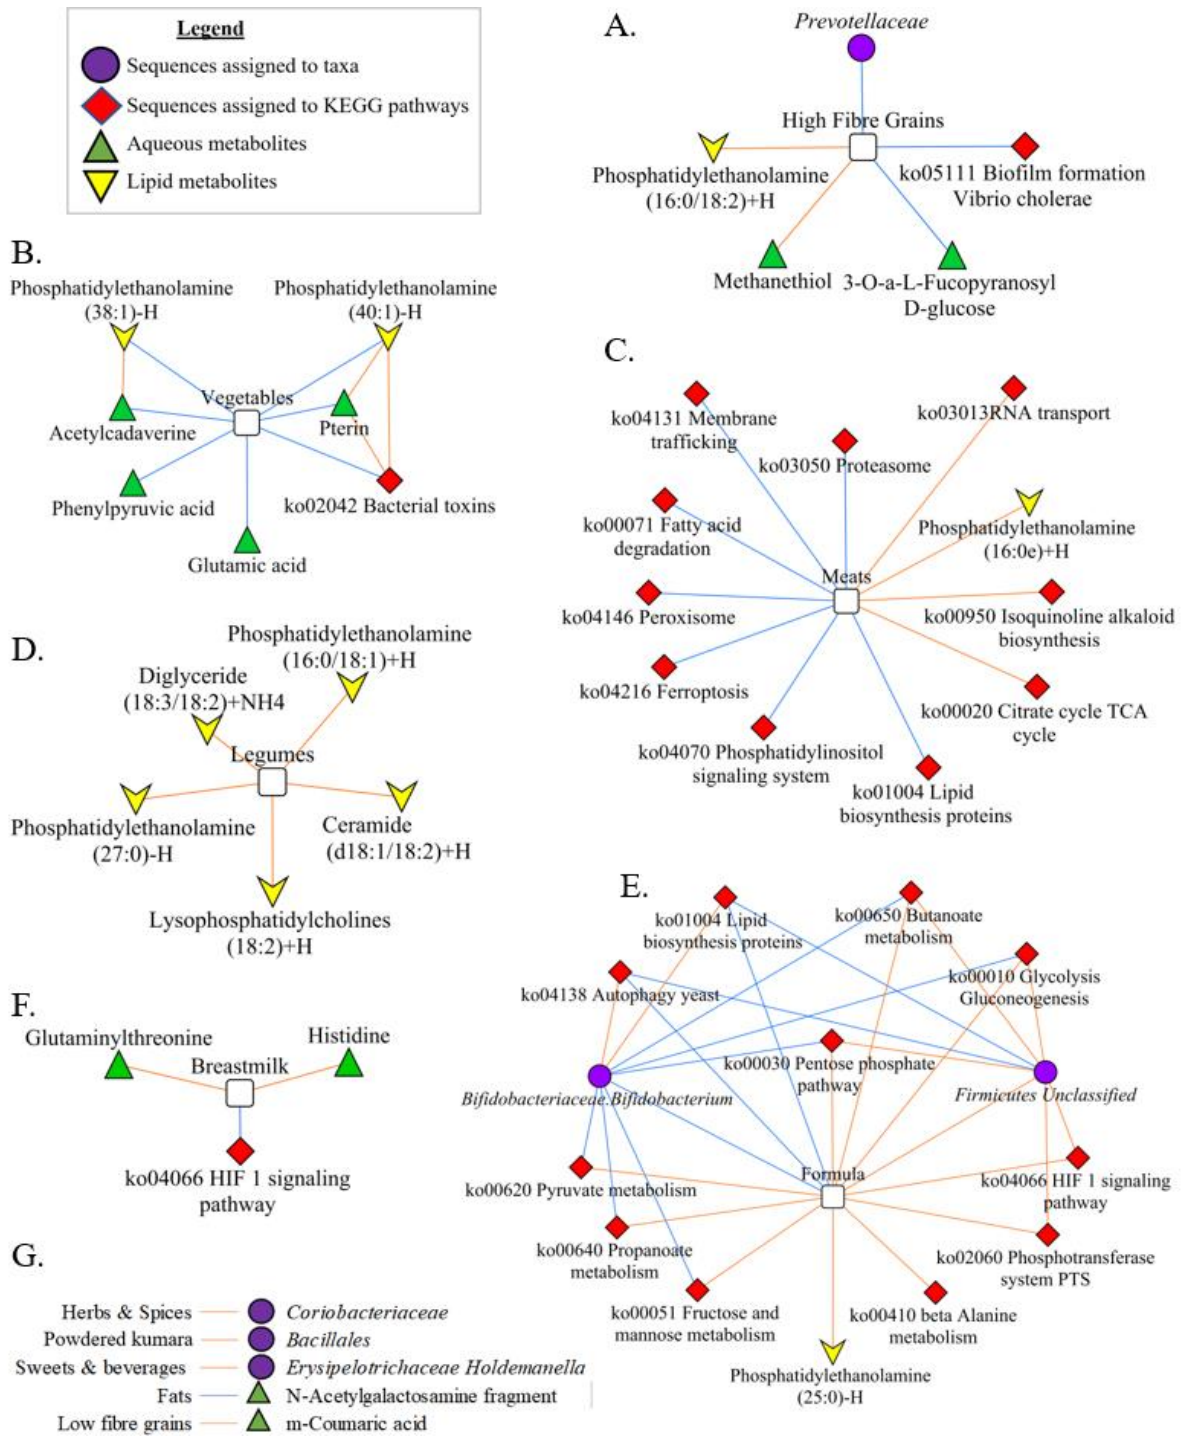 Legend
Sequences assigned to taxa
Sequences assigned to KEGG pathways
Aqueous metabolites
Lipid metabolites
A.
Prevotellaceae
High Fibre Grains
Phosphatidylethanolamine
(16:0/18:2)+H
ko05111 Biofilm formation
Vibrio cholerae
Methanethiol
3-O-a-L-Fucopyranosyl
D-glucose
B.
Phosphatidylethanolamine
(38:1)-H
Phosphatidylethanolamine
(40:1)-H
Vegetables
Acetylcadaverine
Pterin
Phenylpyruvic acid
ko02042 Bacterial toxins
Glutamic acid
C.
ko04131 Membrane
trafficking
ko03013RNA transport
ko03050 Proteasome
ko00071 Fatty acid
degradation
Phosphatidylethanolamine
(16:0e)+H
Meats
ko04146 Peroxisome
ko00950 Isoquinoline alkaloid
biosynthesis
ko04216 Ferroptosis
ko00020 Citrate cycle TCA
cycle
ko04070 Phosphatidylinositol
signaling system
ko01004 Lipid
biosynthesis proteins
D.
Phosphatidylethanolamine
(16:0/18:1)+H
Diglyceride
(18:3/18:2)+NH4
Legumes
Phosphatidylethanolamine
(27:0)-H
Ceramide
(d18:1/18:2)+H
Lysophosphatidylcholines
(18:2)+H
E.
ko01004 Lipid
biosynthesis proteins
ko00650 Butanoate
metabolism
ko04138 Autophagy yeast
ko00010 Glycolysis
Gluconeogenesis
ko00030 Pentose phosphate
pathway
Bifidobacteriaceae.Bifidobacterium
Firmicutes Unclassified
Formula
ko00620 Pyruvate metabolism
ko04066 HIF 1 signaling
pathway
ko00640 Propanoate
metabolism
ko02060 Phosphotransferase
system PTS
ko00051 Fructose and
mannose metabolism
ko00410 beta Alanine
metabolism
Phosphatidylethanolamine
(25:0)-H
F.
Glutaminylthreonine
Histidine
Breastmilk
ko04066 HIF 1 signaling
pathway
G.
Herbs & Spices Coriobacteriaceae
Powdered kumara Bacillales
Sweets & beverages Erysipelotrichaceae Holdemanella
Fats N-Acetylgalactosamine fragment
Low fibre grains m-Coumaric acid